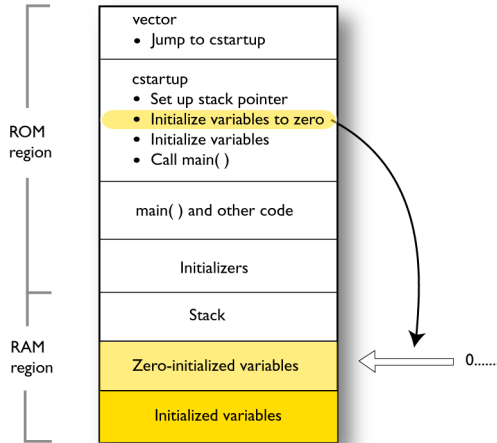 vector
• Jump to cstartup
cstartup
• Set up stack pointer
• Initialize variables to zero
• Initialize variables
• Call main( )
main( ) and other code
Initializers
Stack
Zero-initialized variables
Initialized variables
ROM
region
RAM
region
0.......